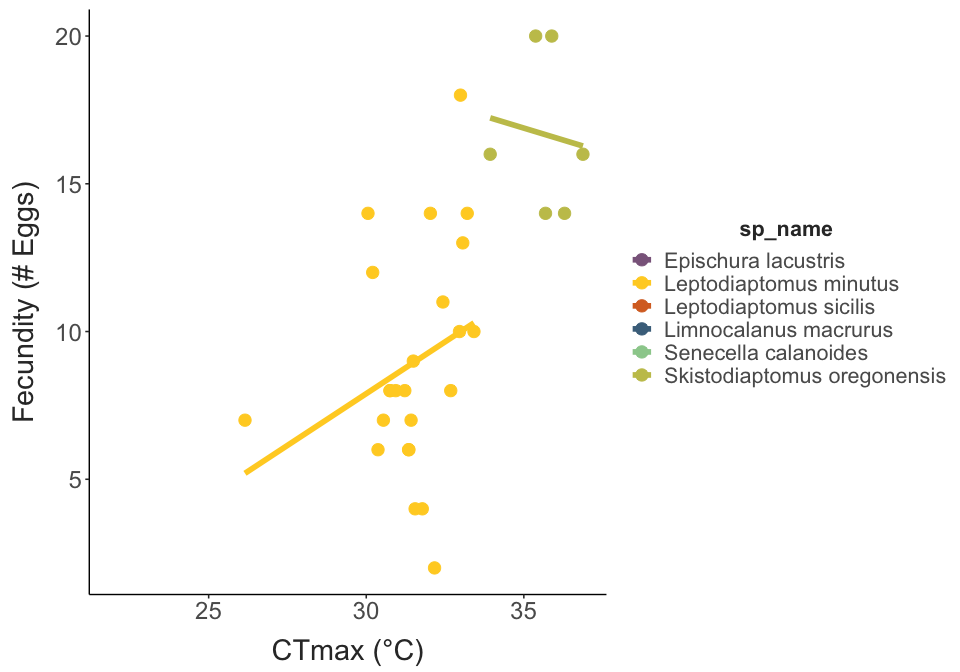 20
15
10
5
Fecundity (# Eggs)
25 30 35
CTmax (°C)
sp_name
Epischura lacustris
Leptodiaptomus minutus
Leptodiaptomus sicilis
Limnocalanus macrurus
Senecella calanoides
Skistodiaptomus oregonensis